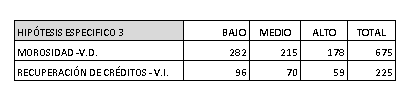 HIPÓTESIS ESPECIFICO 3 BAJO MEDIO ALTO TOTAL
MOROSIDAD -V.D. 282 215 178 675
RECUPERACIÓN DE CRÉDITOS - V.I. 96 70 59 225